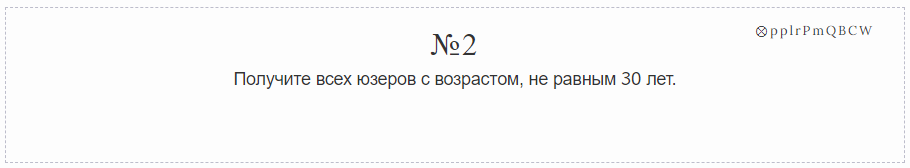 ⊗pplrPmQBCW
№2
Получите всех юзеров с возрастом, не равным 30 лет.